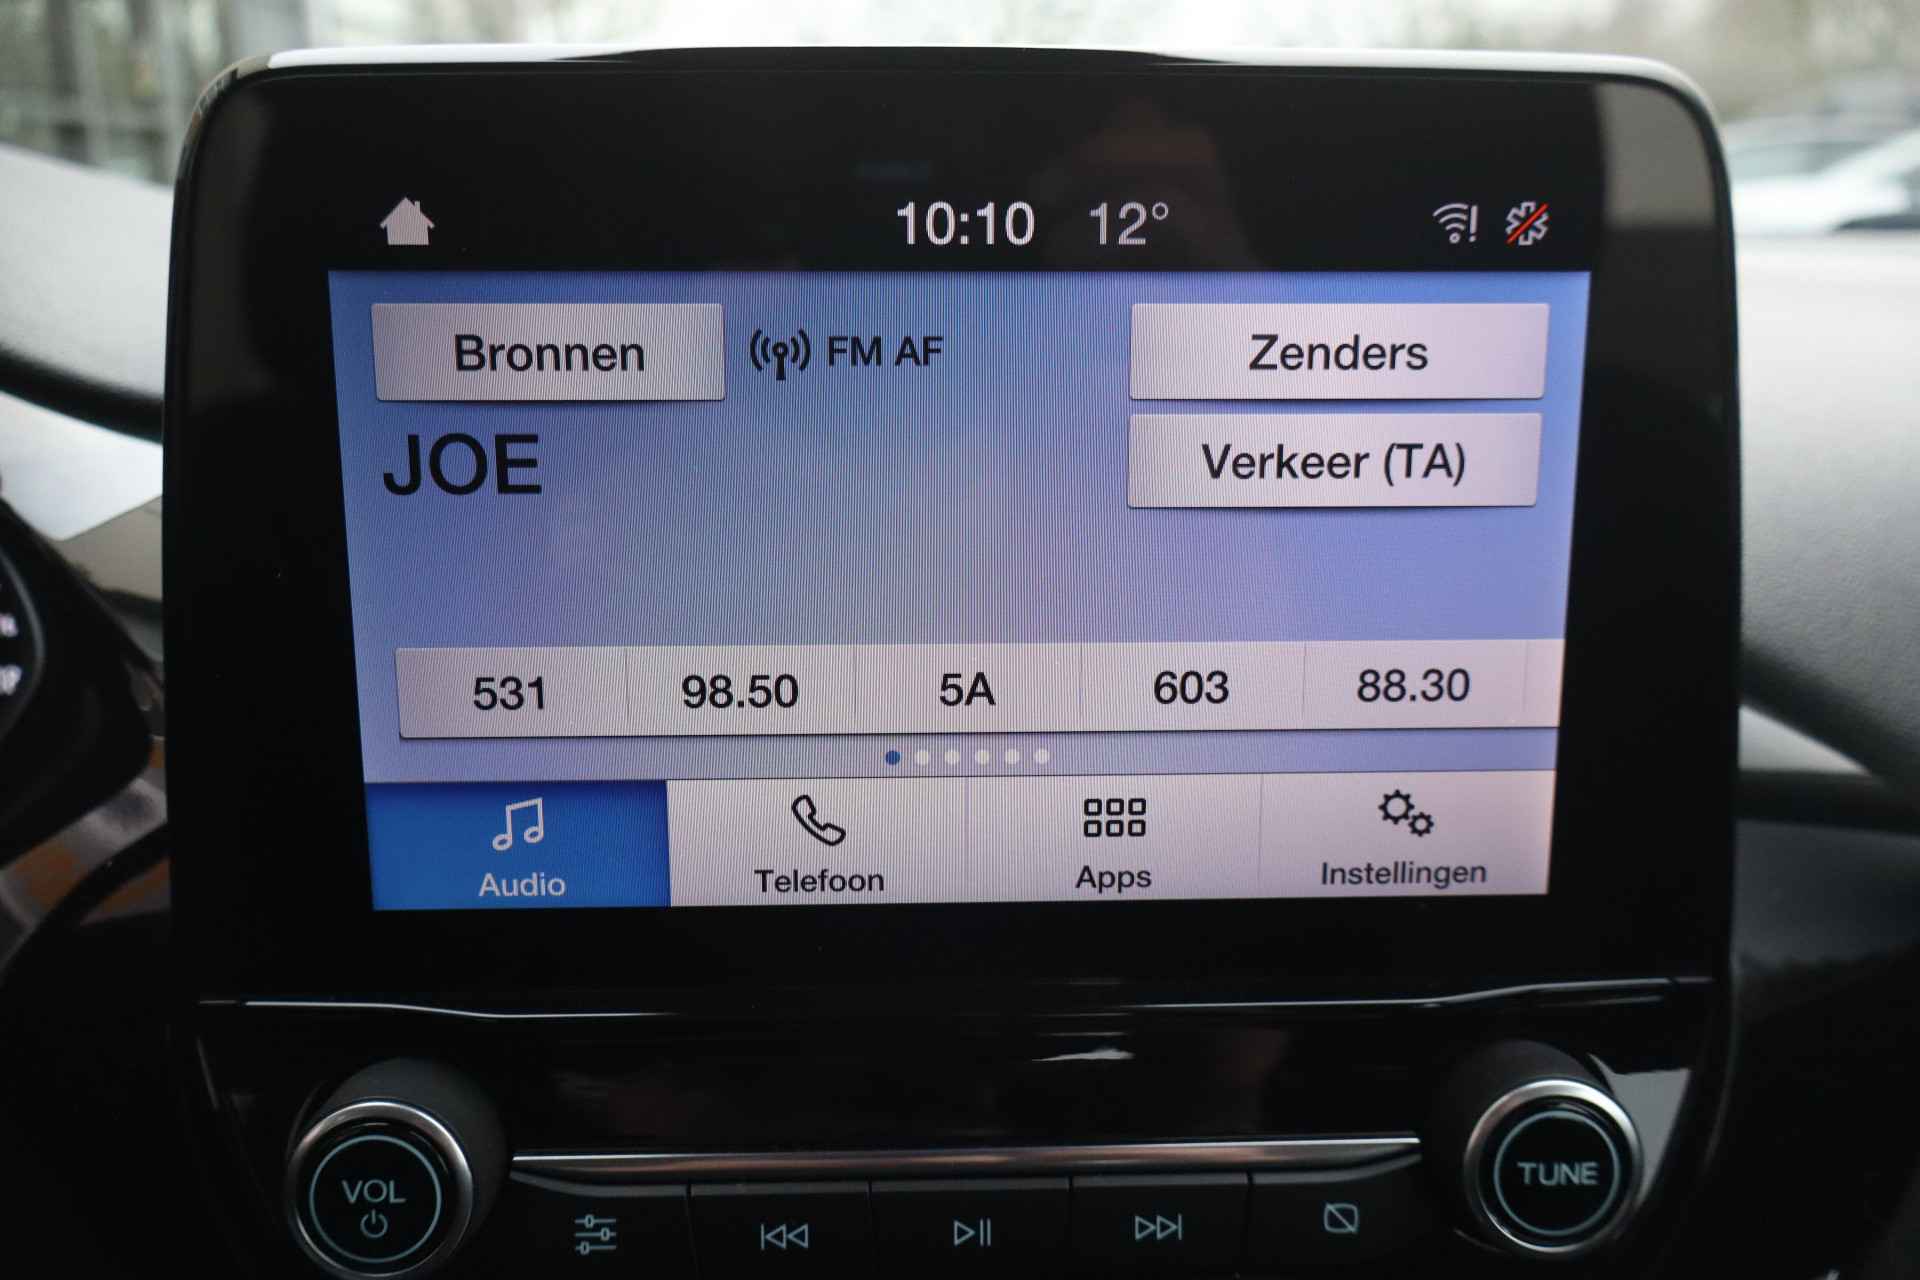 10:10 12°
Bronnen FM AF Zenders
JOE Verkeer (TA)
531 98.50 5A 603 88.30
Audio Telefoon Apps Instellingen
VOL TUNE